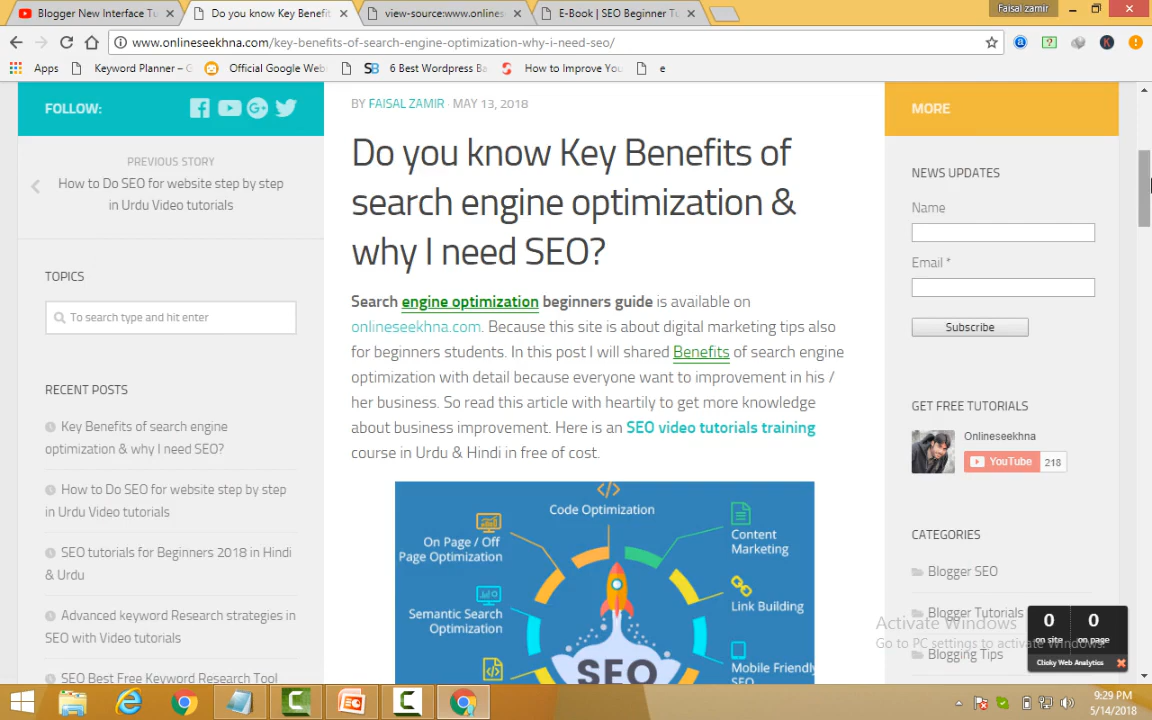 Blogger New Interface Tu
Do you know Key Benefit
view-source:www.onlines
E-Book | SEO Beginner Tu
Faisal zamir
www.onlineseekhna.com/key-benefits-of-search-engine-optimization-why-i-need-seo/
Apps
Keyword Planner – G
Official Google Web
6 Best Wordpress Ba
How to Improve You
e
FOLLOW:
PREVIOUS STORY
How to Do SEO for website step by step
in Urdu Video tutorials
TOPICS
To search type and hit enter
RECENT POSTS
Key Benefits of search engine
optimization & why I need SEO?
How to Do SEO for website step by step
in Urdu Video tutorials
SEO tutorials for Beginners 2018 in Hindi
& Urdu
Advanced keyword Research strategies in
SEO with Video tutorials
SEO Best Free Keyword Research Tool
BY FAISAL ZAMIR · MAY 13, 2018
Do you know Key Benefits of
search engine optimization &
why I need SEO?
Search engine optimization beginners guide is available on
onlineseekhna.com. Because this site is about digital marketing tips also
for beginners students. In this post I will shared Benefits of search engine
optimization with detail because everyone want to improvement in his /
her business. So read this article with heartily to get more knowledge
about business improvement. Here is an SEO video tutorials training
course in Urdu & Hindi in free of cost.
Code Optimization
On Page / Off
Page Optimization
Content
Marketing
Semantic Search
Optimization
Link Building
Mobile Friendly
SEO
SEO
MORE
NEWS UPDATES
Name
Email *
Subscribe
GET FREE TUTORIALS
Onlineseekhna
YouTube 218
CATEGORIES
Blogger SEO
Blogger Tutorials
Blogging Tips
Activate Windows
Go to PC settings to activate Windows.
0 0
on site on page
Clicky Web Analytics
9:29 PM
5/14/2018